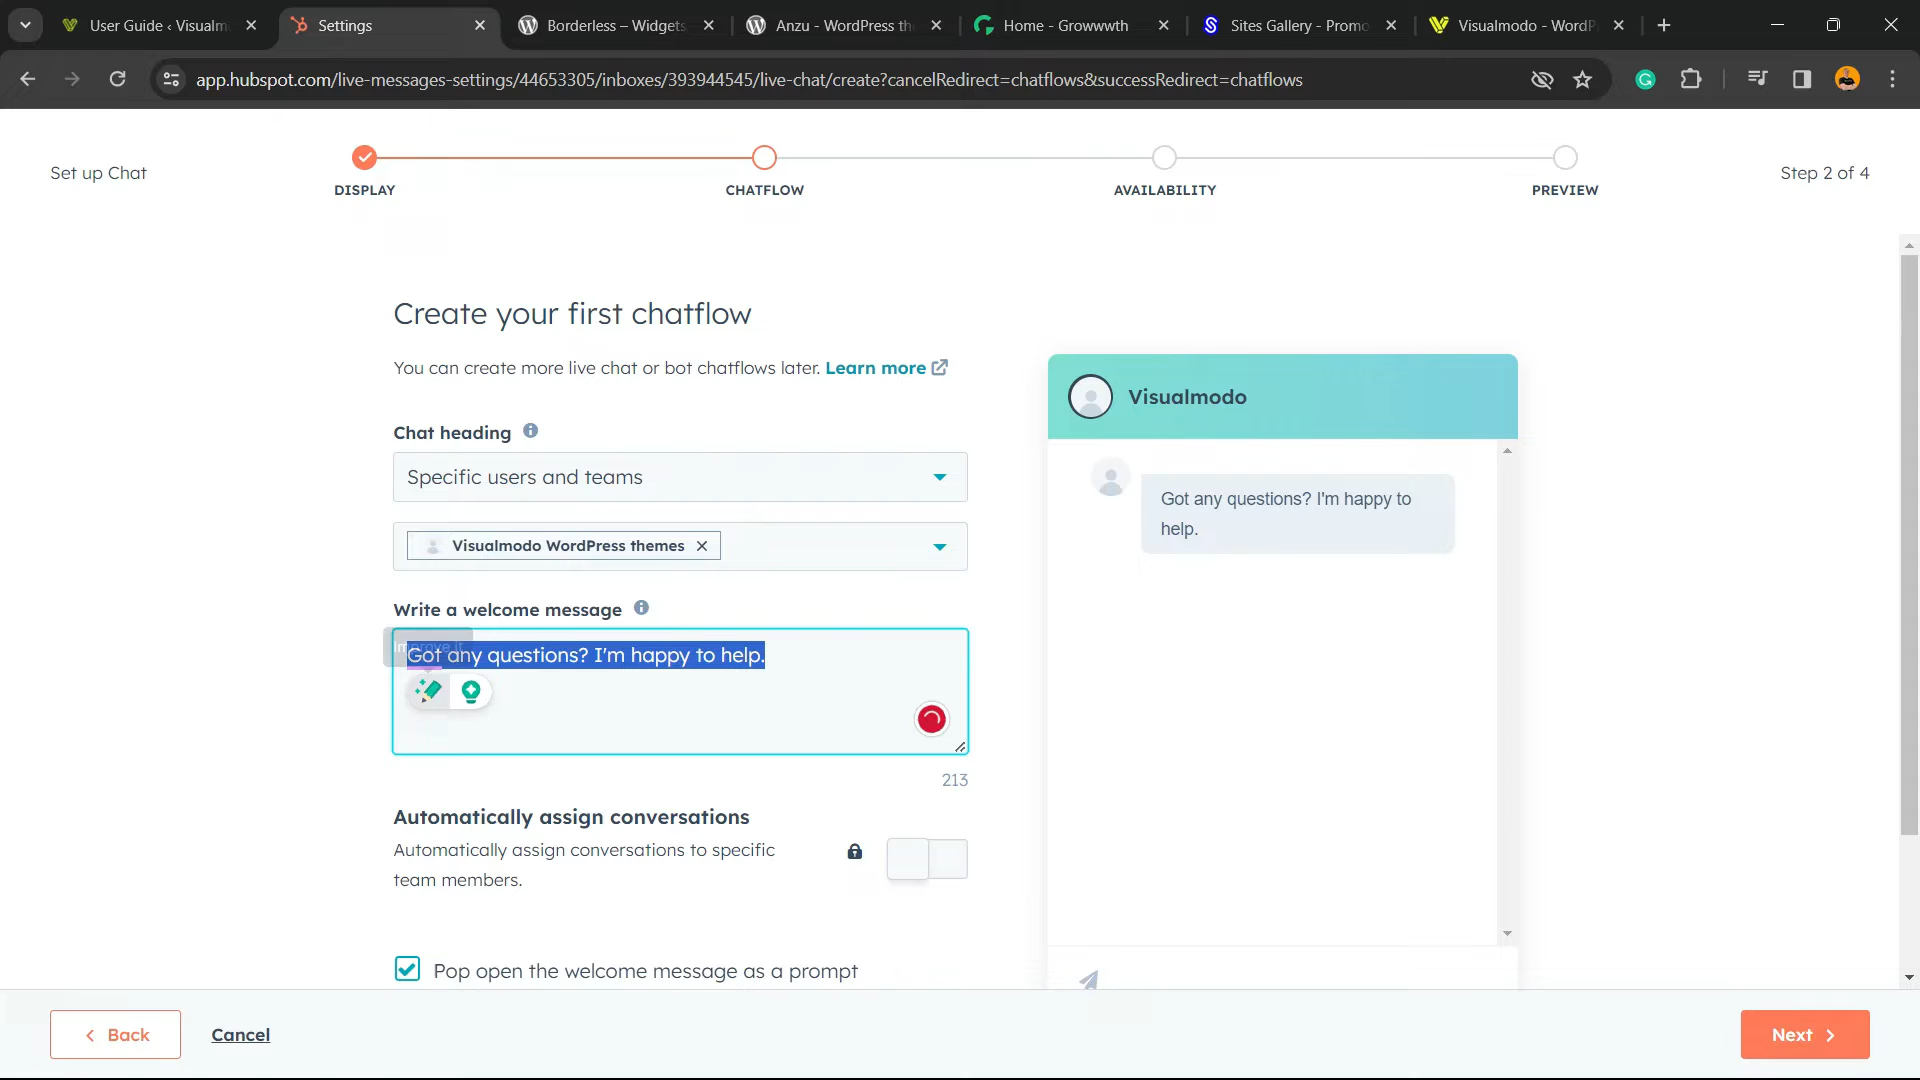 User Guide ‹ Visualm
Settings
Borderless – Widgets
Anzu - WordPress th
Home - Growwwth
Sites Gallery - Promo
Visualmodo - WordP
app.hubspot.com/live-messages-settings/44653305/inboxes/393944545/live-chat/create?cancelRedirect=chatflows&successRedirect=chatflows
Set up Chat
DISPLAY
CHATFLOW
AVAILABILITY
PREVIEW
Step 2 of 4
Create your first chatflow
You can create more live chat or bot chatflows later. Learn more
Chat heading
Specific users and teams
Visualmodo WordPress themes
Write a welcome message
Improve it
Got any questions? I'm happy to help.
213
Automatically assign conversations
Automatically assign conversations to specific
team members.
Pop open the welcome message as a prompt
Visualmodo
Got any questions? I'm happy to
help.
Back
Cancel
Next